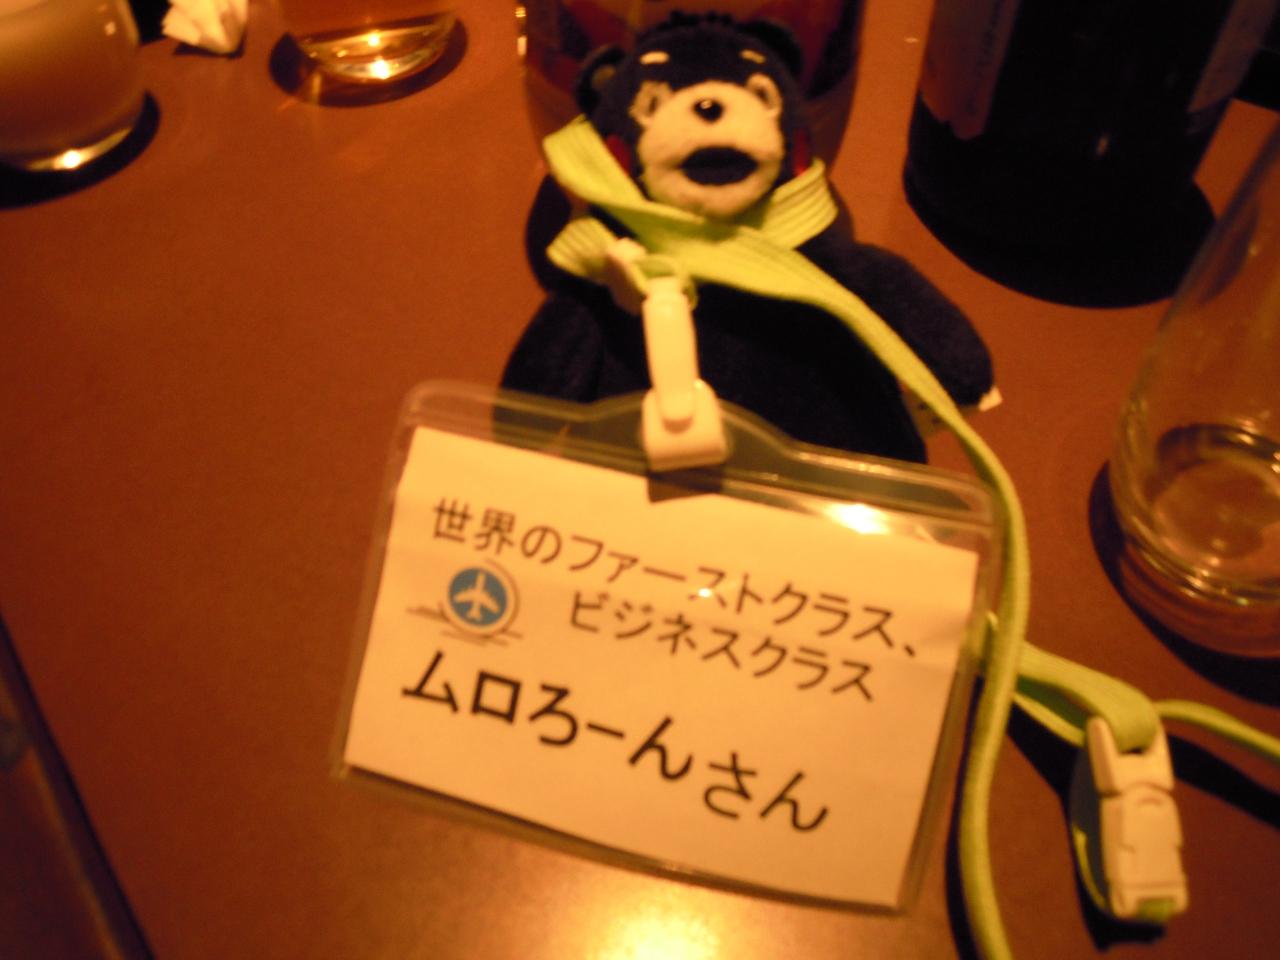 世界のファーストクラス、
ビジネスクラス
ムロろーんさん